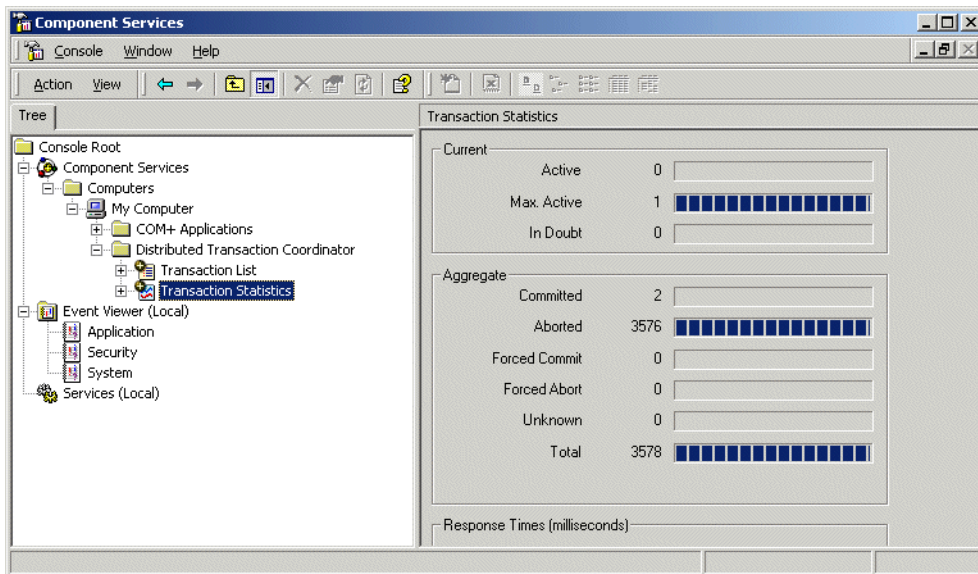 Component Services
Console Window Help
Action View
Tree
Console Root
Component Services
Computers
My Computer
COM+ Applications
Distributed Transaction Coordinator
Transaction List
Transaction Statistics
Event Viewer (Local)
Application
Security
System
Services (Local)
Transaction Statistics
Current
Active 0
Max. Active 1
In Doubt 0
Aggregate
Committed 2
Aborted 3576
Forced Commit 0
Forced Abort 0
Unknown 0
Total 3578
Response Times (milliseconds)